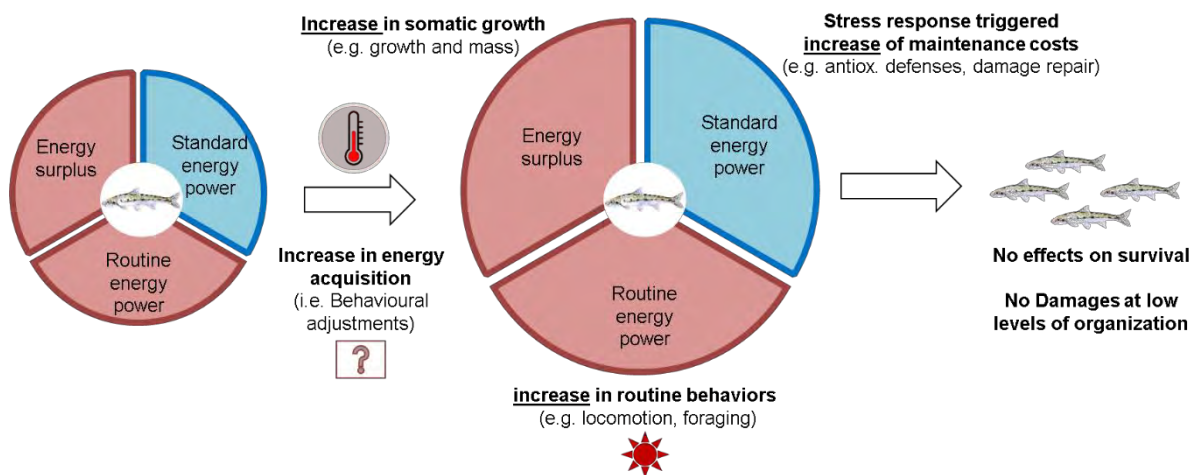 Energy
surplus
Standard
energy
power
Routine
energy
power
Increase in somatic growth
(e.g. growth and mass)
Increase in energy
acquisition
(i.e. Behavioural
adjustments)
?
Energy
surplus
Standard
energy
power
Routine
energy
power
increase in routine behaviors
(e.g. locomotion, foraging)
Stress response triggered
increase of maintenance costs
(e.g. antiox. defenses, damage repair)
No effects on survival
No Damages at low
levels of organization